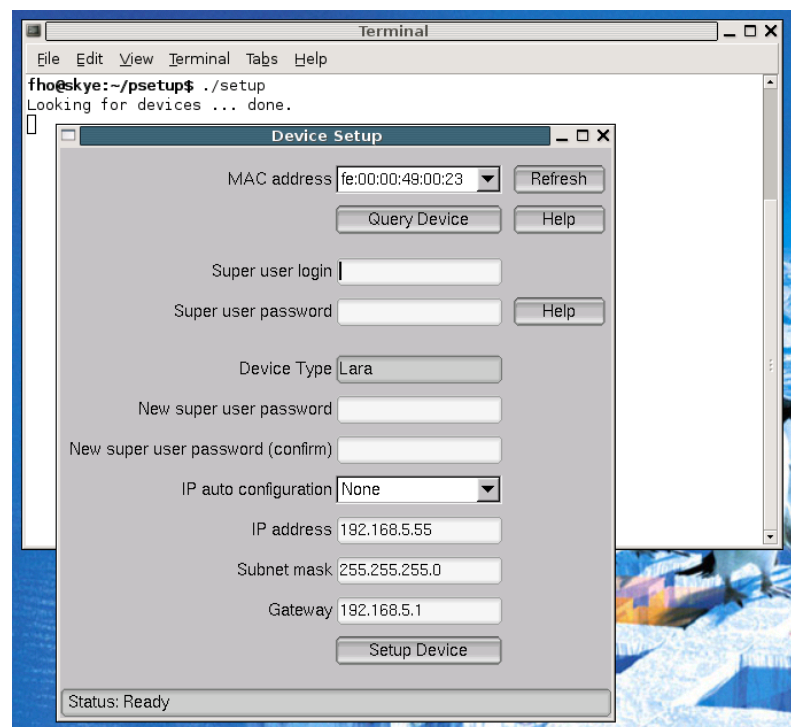 Terminal
File Edit View Terminal Tabs Help
fho@skye:~/psetup$ ./setup
Looking for devices ... done.
Device Setup
MAC address fe:00:00:49:00:23 Refresh
Query Device Help
Super user login
Super user password Help
Device Type Lara
New super user password
New super user password (confirm)
IP auto configuration None
IP address 192.168.5.55
Subnet mask 255.255.255.0
Gateway 192.168.5.1
Setup Device
Status: Ready